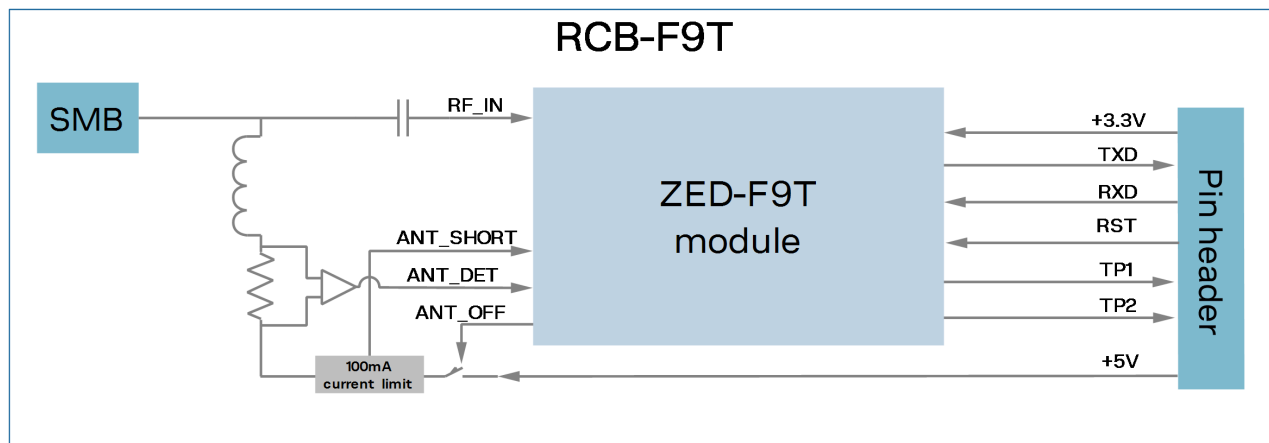 RCB-F9T
SMB
RF_IN
+3.3V
TXD
ZED-F9T
module
RXD
RST
Pin header
ANT_SHORT
ANT_DET
TP1
ANT_OFF
TP2
100mA
current limit
+5V